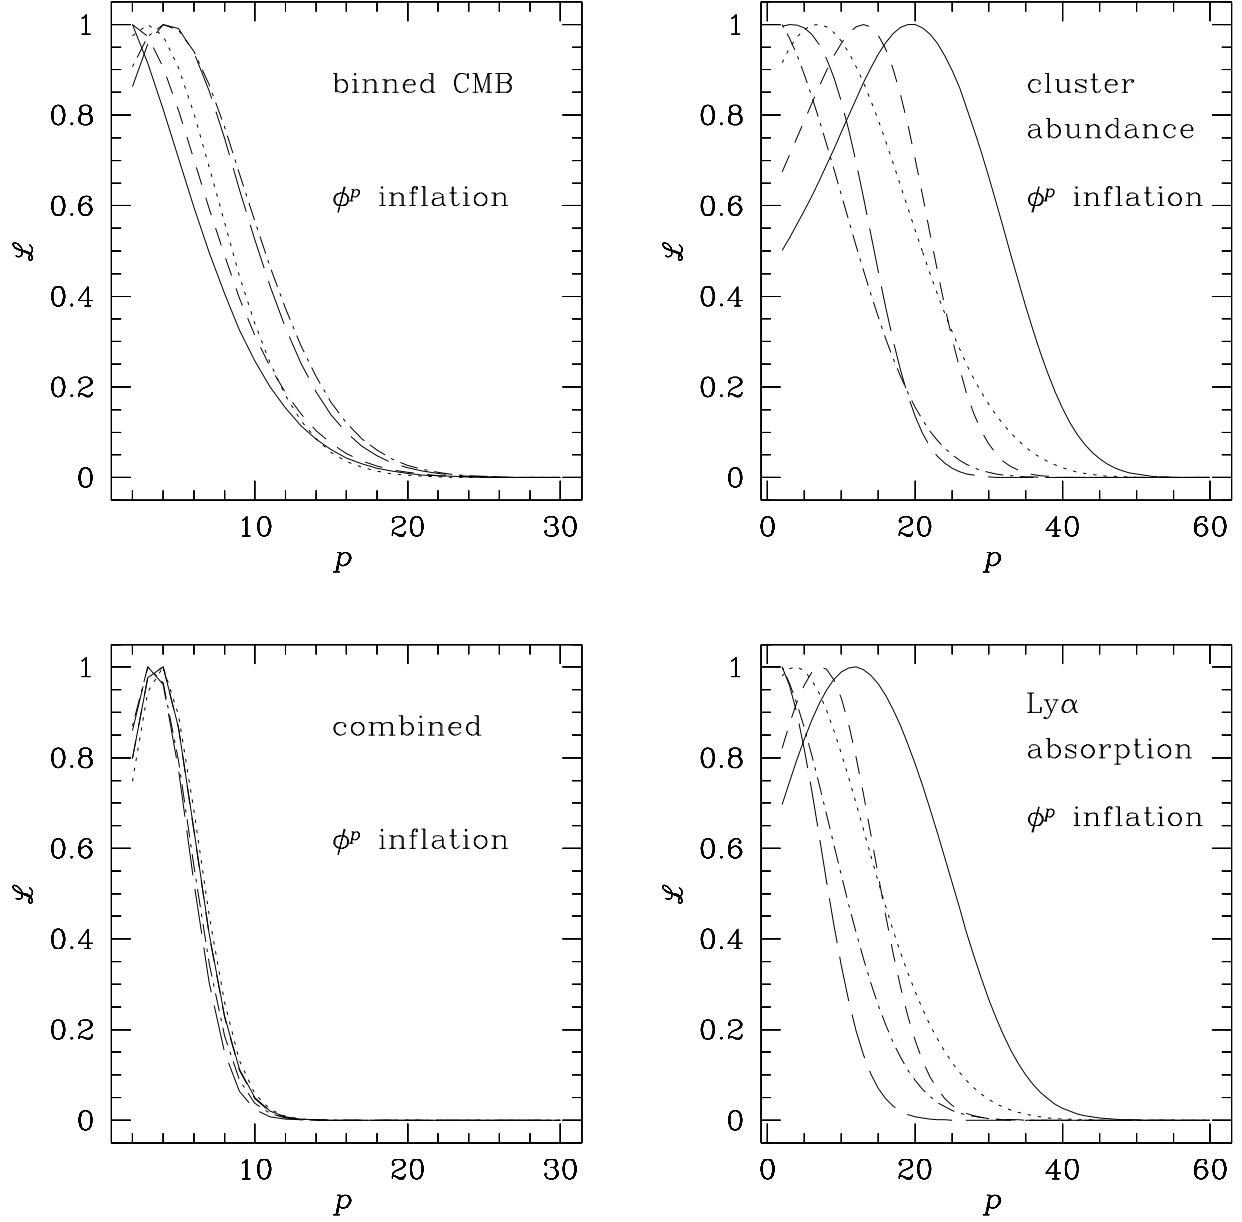 1
0.8
0.6
0.4
0.2
0
ℒ
binned CMB
ϕᵖ inflation
10
20
30
p
1
0.8
0.6
0.4
0.2
0
ℒ
cluster
abundance
ϕᵖ inflation
0
20
40
60
p
1
0.8
0.6
0.4
0.2
0
ℒ
combined
ϕᵖ inflation
10
20
30
p
1
0.8
0.6
0.4
0.2
0
ℒ
Lyα
absorption
ϕᵖ inflation
0
20
40
60
p